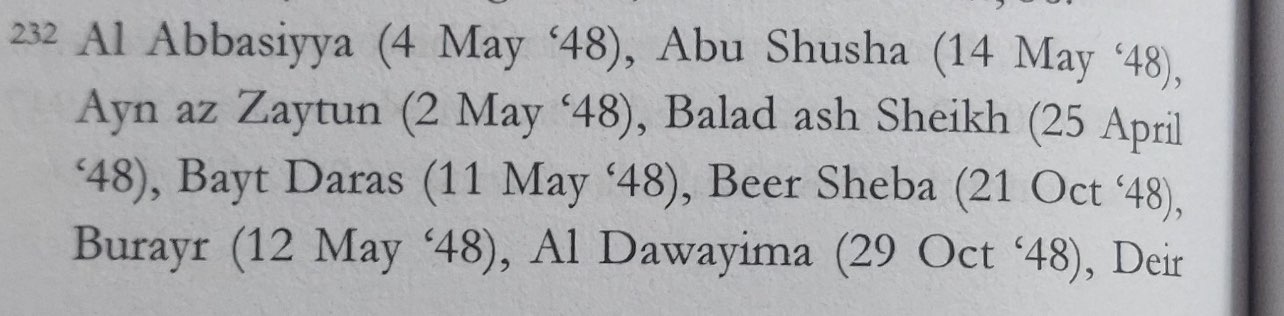 232 Al Abbasiyya (4 May ‘48), Abu Shusha (14 May ‘48),
Ayn az Zaytun (2 May ‘48), Balad ash Sheikh (25 April
‘48), Bayt Daras (11 May ‘48), Beer Sheba (21 Oct ‘48),
Burayr (12 May ‘48), Al Dawayima (29 Oct ‘48), Deir